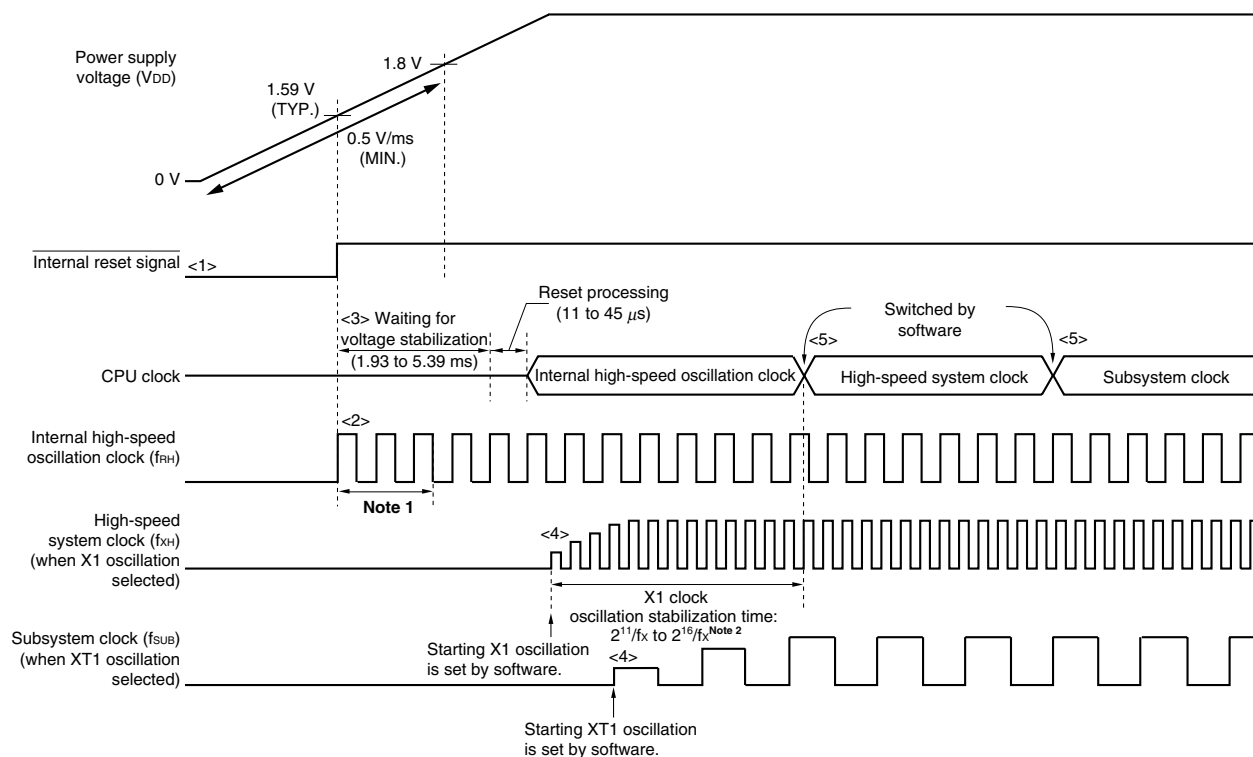 Power supply
voltage (VDD)
1.8 V
1.59 V
(TYP.)
0.5 V/ms
(MIN.)
0 V
Internal reset signal
<1>
Reset processing
(11 to 45 μs)
<3> Waiting for
voltage stabilization
(1.93 to 5.39 ms)
Switched by
software
<5>
<5>
CPU clock
Internal high-speed oscillation clock
High-speed system clock
Subsystem clock
Internal high-speed
oscillation clock (fRH)
<2>
Note 1
High-speed
system clock (fXH)
(when X1 oscillation
selected)
<4>
X1 clock
oscillation stabilization time:
2^11/fX to 2^16/fX^Note 2
Starting X1 oscillation
is set by software.
Subsystem clock (fSUB)
(when XT1 oscillation
selected)
<4>
Starting XT1 oscillation
is set by software.